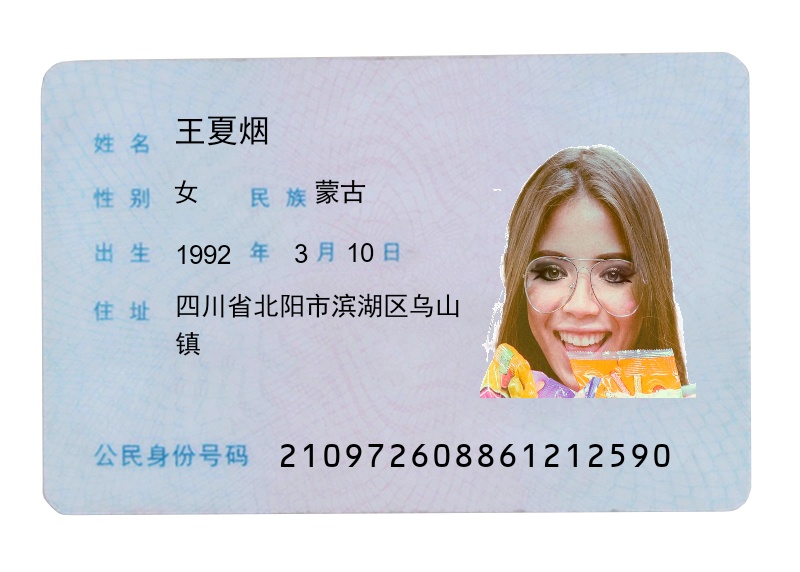 姓名 王夏烟
性别 女 民族 蒙古
出生 1992 年 3 月 10 日
住址 四川省北阳市滨湖区乌山
镇
公民身份号码 210972608861212590